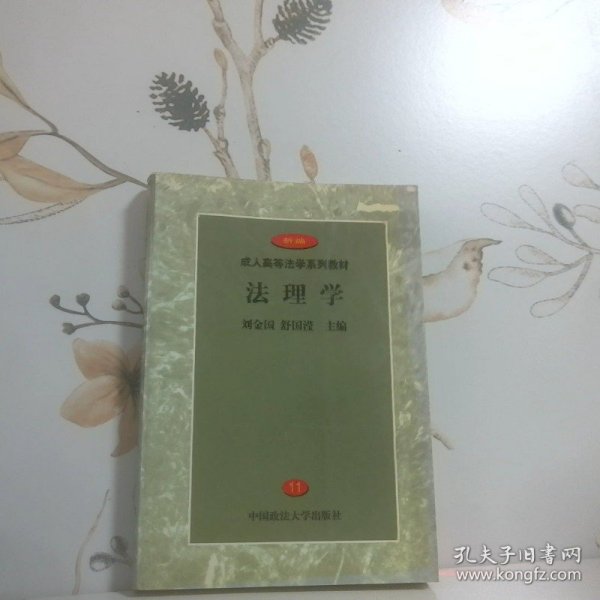 新编
成人高等法学系列教材
法理学
刘金国 舒国滢 主编
11
中国政法大学出版社
孔夫子旧书网
www.kongfz.com